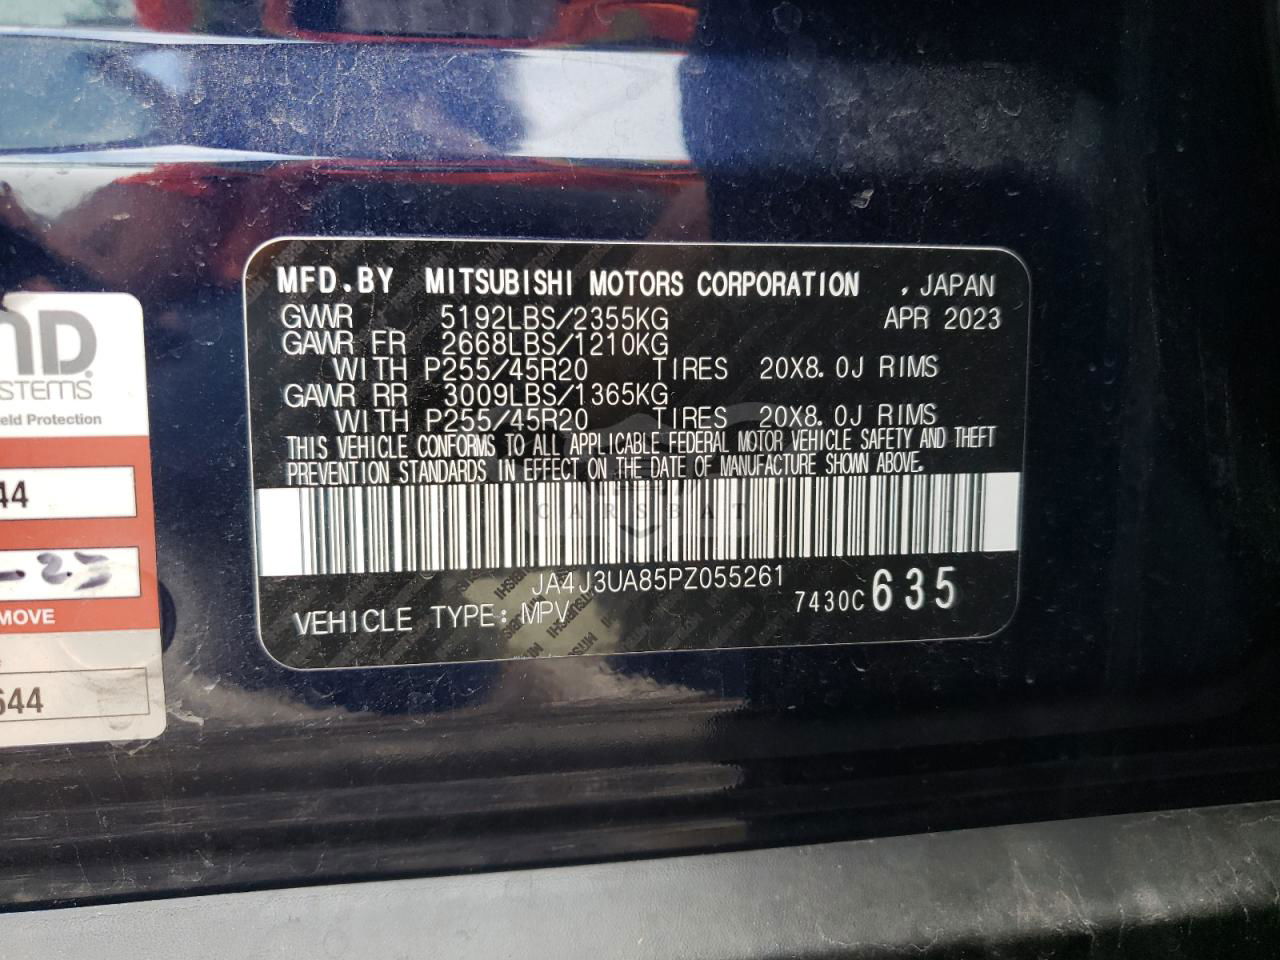 MFD.BY MITSUBISHI MOTORS CORPORATION , JAPAN
GVWR 5192LBS/2355KG APR 2023
GAWR FR 2668LBS/1210KG
WITH P255/45R20 TIRES 20X8.0J RIMS
GAWR RR 3009LBS/1365KG
WITH P255/45R20 TIRES 20X8.0J RIMS
THIS VEHICLE CONFORMS TO ALL APPLICABLE FEDERAL MOTOR VEHICLE SAFETY AND THEFT
PREVENTION STANDARDS IN EFFECT ON THE DATE OF MANUFACTURE SHOWN ABOVE.
CARSBAT
JA4J3UA85PZ055261
VEHICLE TYPE: MPV 7430C 635
ND
STEMS
eld Protection
44
-23
MOVE
644